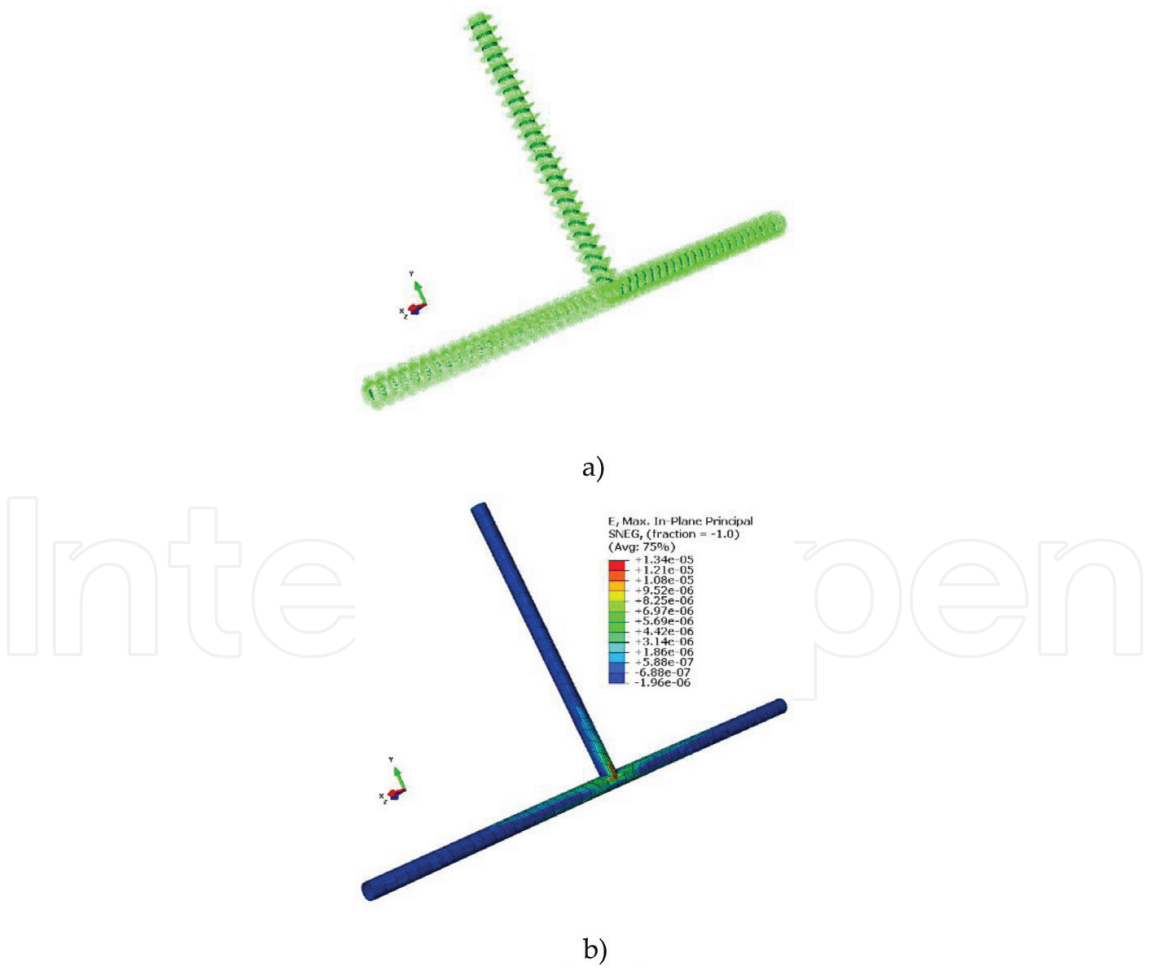 Y
X
Z
a)
E, Max. In-Plane Principal
SNEG, (fraction = -1.0)
(Avg: 75%)
+1.34e-05
+1.21e-05
+1.08e-05
+9.52e-06
+8.25e-06
+6.97e-06
+5.69e-06
+4.42e-06
+3.14e-06
+1.86e-06
+5.88e-07
-6.88e-07
-1.96e-06
Inte pen
Y
X
Z
b)